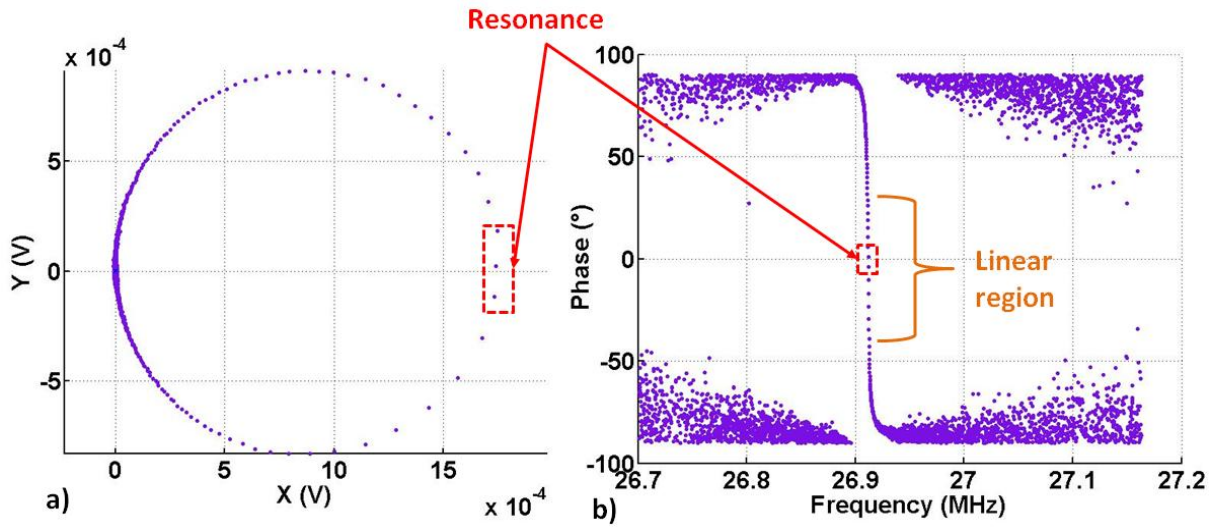 Resonance
x 10⁻⁴
5
0
-5
Y (V)
0
5
10
15
X (V)
x 10⁻⁴
a)
100
50
0
-50
-100
Phase (°)
26.7
26.8
26.9
27
27.1
27.2
Frequency (MHz)
b)
Linear
region